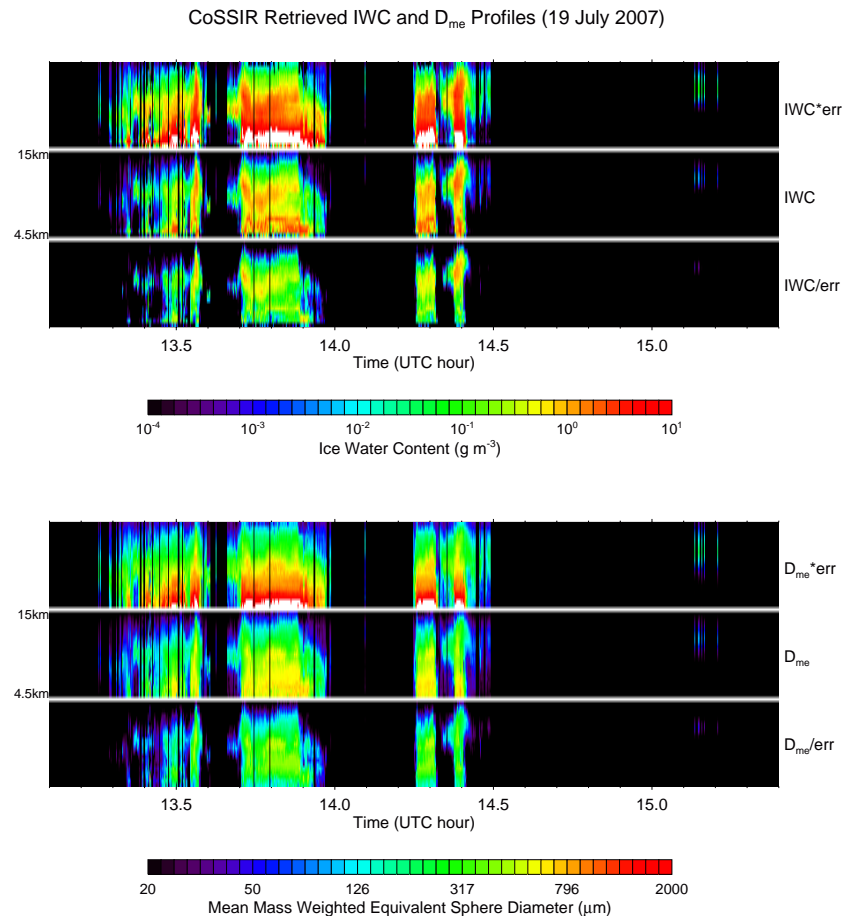 CoSSIR Retrieved IWC and Dme Profiles (19 July 2007)
IWC*err
15km
IWC
4.5km
IWC/err
13.5 14.0 14.5 15.0
Time (UTC hour)
10-4 10-3 10-2 10-1 100 101
Ice Water Content (g m-3)
Dme*err
15km
Dme
4.5km
Dme/err
13.5 14.0 14.5 15.0
Time (UTC hour)
20 50 126 317 796 2000
Mean Mass Weighted Equivalent Sphere Diameter (μm)